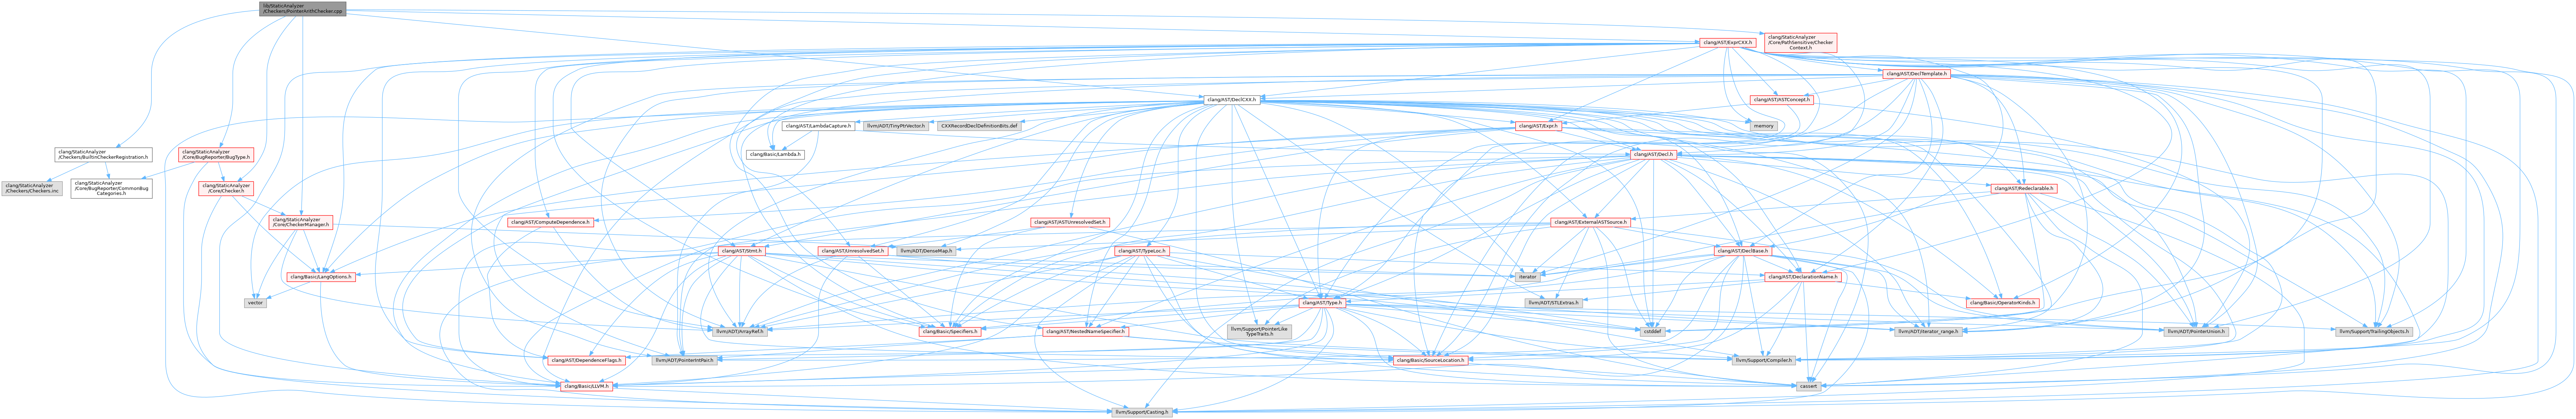 lib/StaticAnalyzer
/Checkers/PointerArithChecker.cpp
clang/StaticAnalyzer
/Core/PathSensitive/Checker
Context.h
clang/AST/ExprCXX.h
clang/AST/DeclTemplate.h
clang/AST/DeclCXX.h
clang/AST/ASTConcept.h
clang/AST/LambdaCapture.h
llvm/ADT/TinyPtrVector.h
CXXRecordDeclDefinitionBits.def
clang/AST/Expr.h
memory
clang/StaticAnalyzer
/Checkers/BuiltinCheckerRegistration.h
clang/StaticAnalyzer
/Core/BugReporter/BugType.h
clang/Basic/Lambda.h
clang/AST/Decl.h
clang/StaticAnalyzer
/Checkers/Checkers.inc
clang/StaticAnalyzer
/Core/BugReporter/CommonBug
Categories.h
clang/StaticAnalyzer
/Core/Checker.h
clang/AST/Redeclarable.h
clang/StaticAnalyzer
/Core/CheckerManager.h
clang/AST/ComputeDependence.h
clang/AST/ASTUnresolvedSet.h
clang/AST/ExternalASTSource.h
clang/AST/Stmt.h
clang/AST/UnresolvedSet.h
llvm/ADT/DenseMap.h
clang/AST/TypeLoc.h
clang/AST/DeclBase.h
clang/Basic/LangOptions.h
iterator
clang/AST/DeclarationName.h
vector
clang/AST/Type.h
llvm/ADT/STLExtras.h
clang/Basic/OperatorKinds.h
llvm/ADT/ArrayRef.h
clang/Basic/Specifiers.h
clang/AST/NestedNameSpecifier.h
llvm/Support/PointerLike
TypeTraits.h
cstddef
llvm/ADT/iterator_range.h
llvm/ADT/PointerUnion.h
llvm/Support/TrailingObjects.h
clang/AST/DependenceFlags.h
llvm/ADT/PointerIntPair.h
clang/Basic/SourceLocation.h
llvm/Support/Compiler.h
clang/Basic/LLVM.h
cassert
llvm/Support/Casting.h